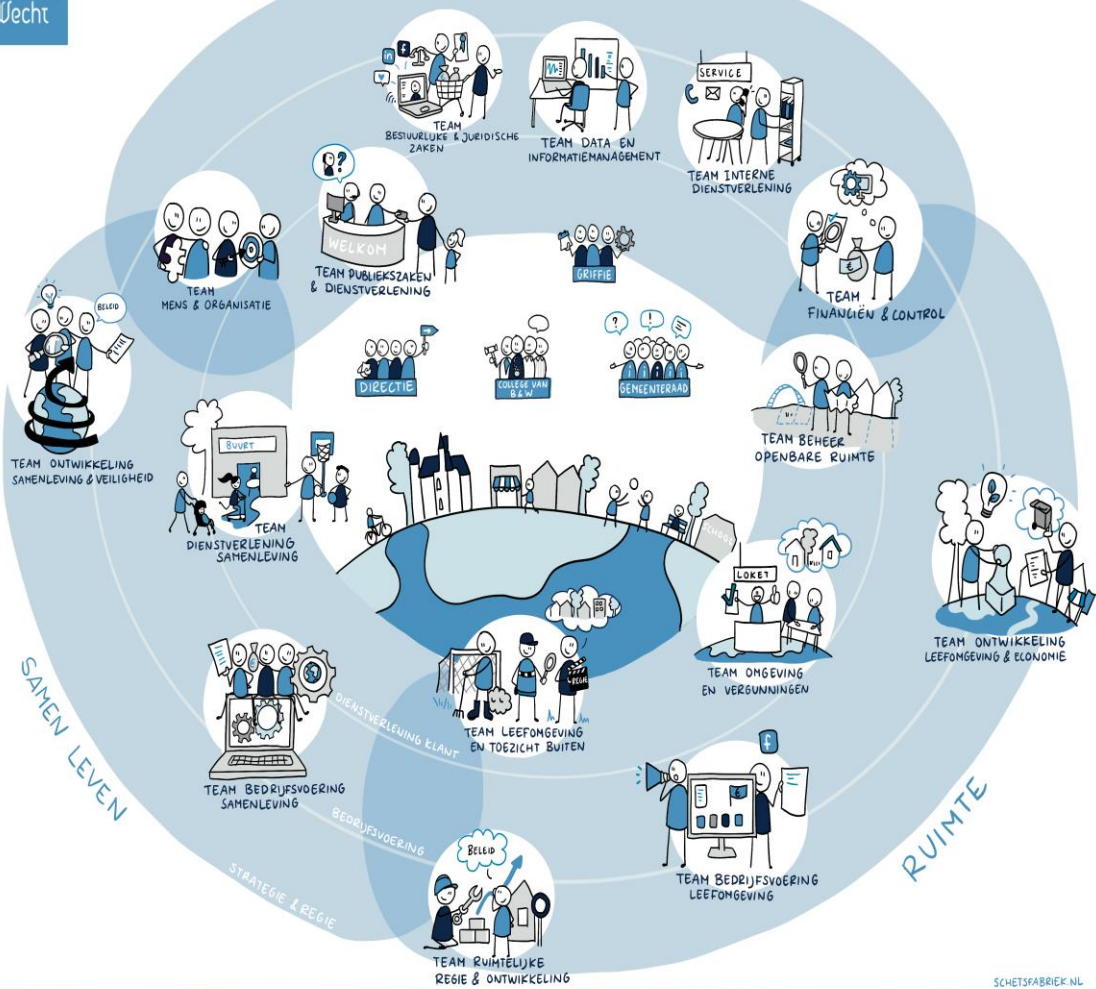 Vecht
TEAM
BESTUURLIJKE & JURIDISCHE
ZAKEN
TEAM DATA EN
INFORMATIEMANAGEMENT
SERVICE
TEAM INTERNE
DIENSTVERLENING
WELKOM
TEAM PUBLIEKSZAKEN
& DIENSTVERLENING
GRIFFIE
TEAM
FINANCIËN & CONTROL
TEAM
MENS & ORGANISATIE
BELEID
TEAM ONTWIKKELING
SAMENLEVING & VEILIGHEID
DIRECTIE
COLLEGE VAN
B&W
GEMEENTERAAD
TEAM BEHEER
OPENBARE RUIMTE
BUURT
TEAM
DIENSTVERLENING
SAMENLEVING
SCHOOL
LOKET
TEAM OMGEVING
EN VERGUNNINGEN
TEAM ONTWIKKELING
LEEFOMGEVING & ECONOMIE
REGIE
TEAM LEEFOMGEVING
EN TOEZICHT BUITEN
TEAM BEDRIJFSVOERING
SAMENLEVING
DIENSTVERLENING KLANT
BEDRIJFSVOERING
STRATEGIE & REGIE
SAMEN LEVEN
RUIMTE
f
TEAM BEDRIJFSVOERING
LEEFOMGEVING
BELEID
TEAM RUIMTELIJKE
REGIE & ONTWIKKELING
SCHETSFABRIEK.NL